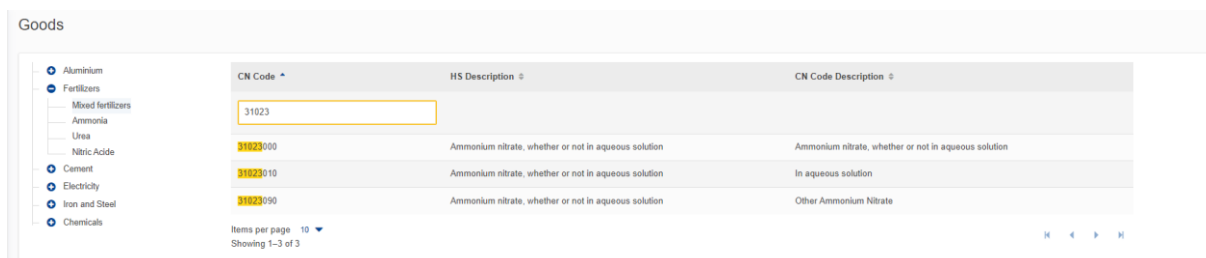 Goods
Aluminium
Fertilizers
Mixed fertilizers
Ammonia
Urea
Nitric Acide
Cement
Electricity
Iron and Steel
Chemicals
CN Code HS Description CN Code Description
31023
31023000 Ammonium nitrate, whether or not in aqueous solution Ammonium nitrate, whether or not in aqueous solution
31023010 Ammonium nitrate, whether or not in aqueous solution In aqueous solution
31023090 Ammonium nitrate, whether or not in aqueous solution Other Ammonium Nitrate
Items per page 10
Showing 1–3 of 3